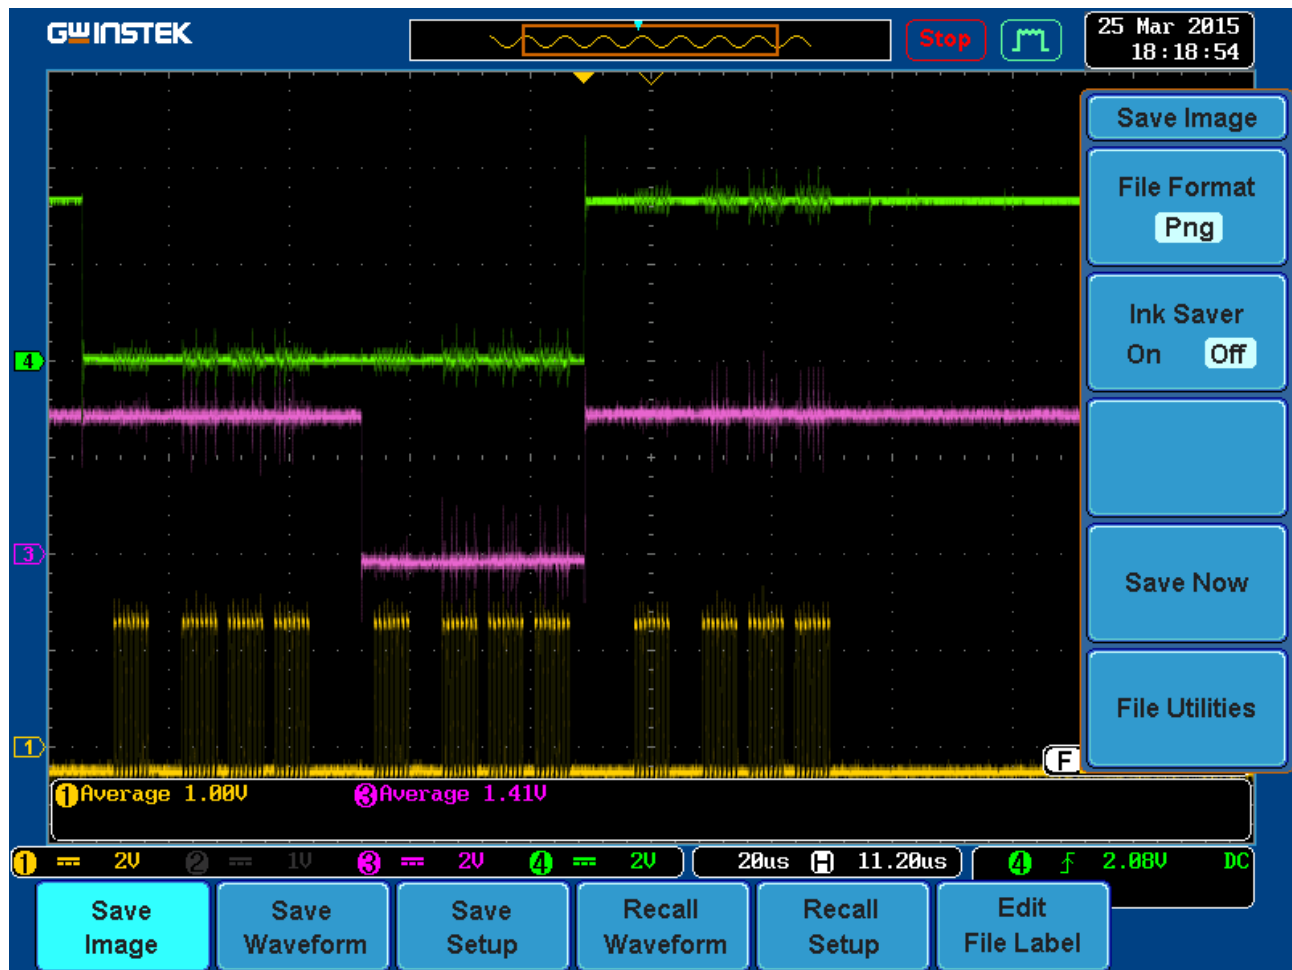 GWINSTEK
Stop
25 Mar 2015
18:18:54
Save Image
File Format
Png
Ink Saver
On Off
4
3
Save Now
File Utilities
1
F
1 Average 1.00V 3 Average 1.41V
1 2V 2 1V 3 2V 4 2V 20us H 11.20us 4 2.08V DC
Save Image
Save Waveform
Save Setup
Recall Waveform
Recall Setup
Edit File Label